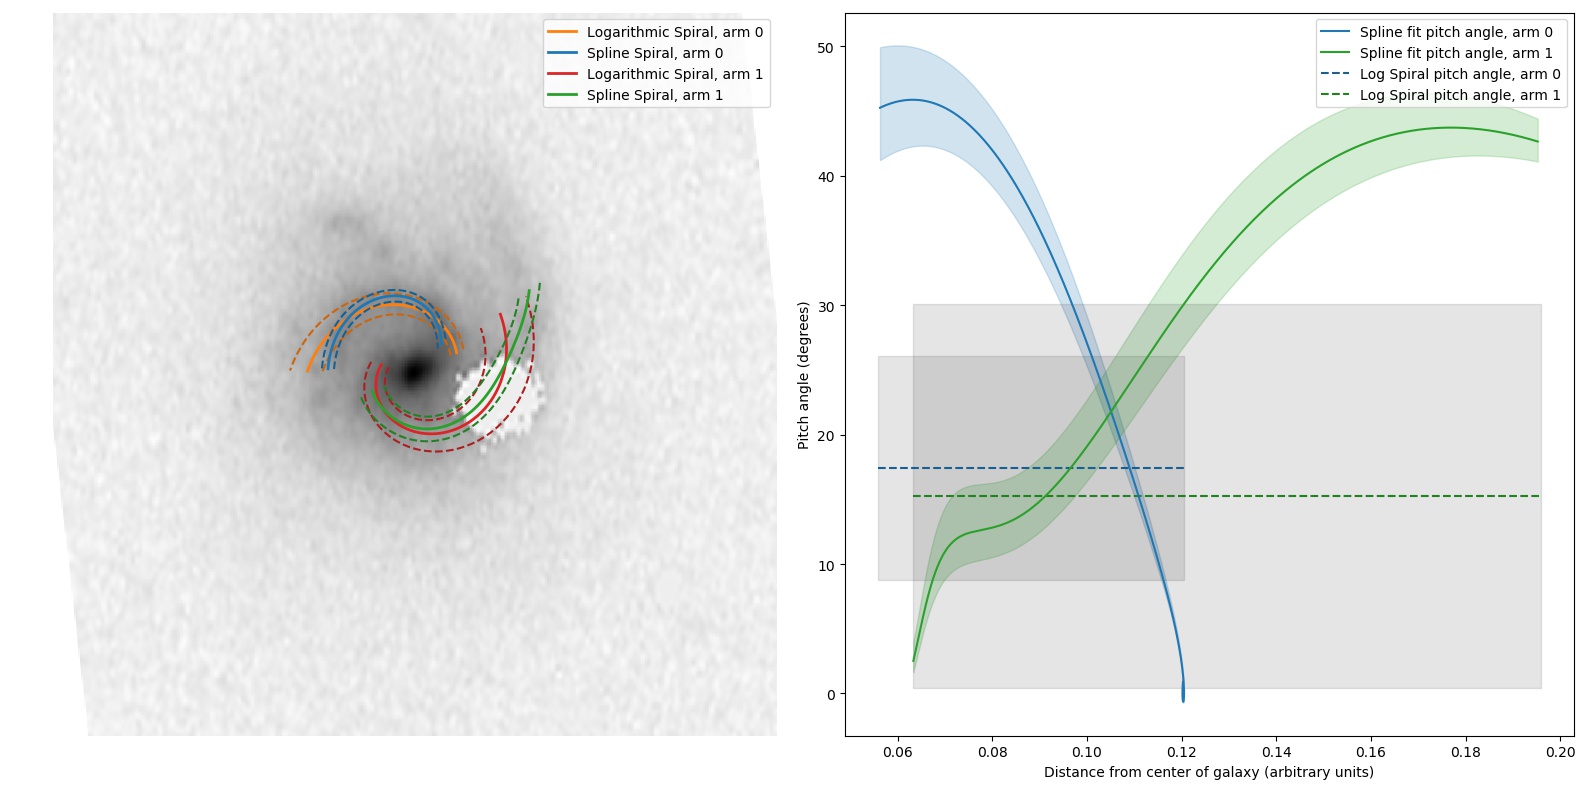 Logarithmic Spiral, arm 0
Spline Spiral, arm 0
Logarithmic Spiral, arm 1
Spline Spiral, arm 1
Spline fit pitch angle, arm 0
Spline fit pitch angle, arm 1
Log Spiral pitch angle, arm 0
Log Spiral pitch angle, arm 1
Pitch angle (degrees)
50
40
30
20
10
0
0.06 0.08 0.10 0.12 0.14 0.16 0.18 0.20
Distance from center of galaxy (arbitrary units)